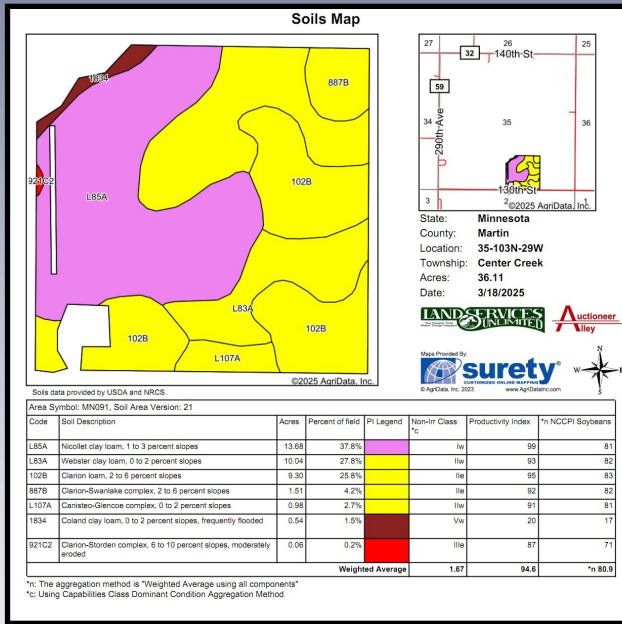 Soils Map
1834
887B
921C2
L85A
102B
L83A
102B
102B
L107A
©2025 AgriData, Inc.
Soils data provided by USDA and NRCS.
27
26
25
32
140th St
59
290th Ave
34
35
36
130th St
3
2
1
©2025 AgriData, Inc.
State: Minnesota
County: Martin
Location: 35-103N-29W
Township: Center Creek
Acres: 36.11
Date: 3/18/2025
LAND SERVICES
UNLIMITED
Auctioneer
Alley
Maps Provided By:
surety®
CUSTOMIZED ONLINE MAPPING
© AgriData, Inc. 2023 www.AgriDataInc.com
N
W E
S
Area Symbol: MN091, Soil Area Version: 21
Code Soil Description Acres Percent of field PI Legend Non-Irr Class *c Productivity Index *n NCCPI Soybeans
L85A Nicollet clay loam, 1 to 3 percent slopes 13.68 37.8% Iw 99 81
L83A Webster clay loam, 0 to 2 percent slopes 10.04 27.8% IIw 93 82
102B Clarion loam, 2 to 6 percent slopes 9.30 25.8% IIe 95 83
887B Clarion-Swanlake complex, 2 to 6 percent slopes 1.51 4.2% IIe 92 82
L107A Canisteo-Glencoe complex, 0 to 2 percent slopes 0.98 2.7% IIw 91 81
1834 Coland clay loam, 0 to 2 percent slopes, frequently flooded 0.54 1.5% Vw 20 17
921C2 Clarion-Storden complex, 6 to 10 percent slopes, moderately eroded 0.06 0.2% IIIe 87 71
Weighted Average 1.67 94.6 *n 80.9
*n: The aggregation method is "Weighted Average using all components"
*c: Using Capabilities Class Dominant Condition Aggregation Method